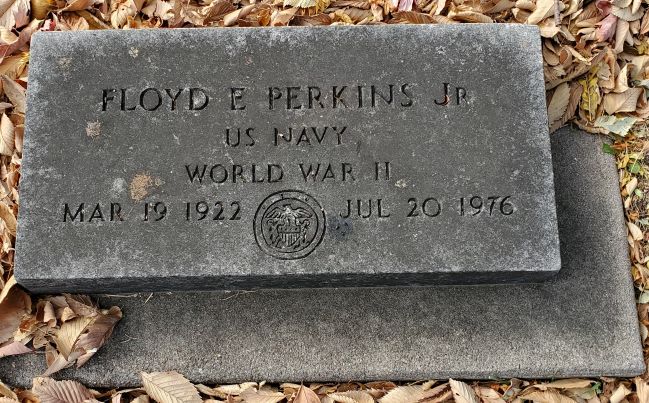 FLOYD E PERKINS JR
US NAVY
WORLD WAR II
MAR 19 1922 JUL 20 1976